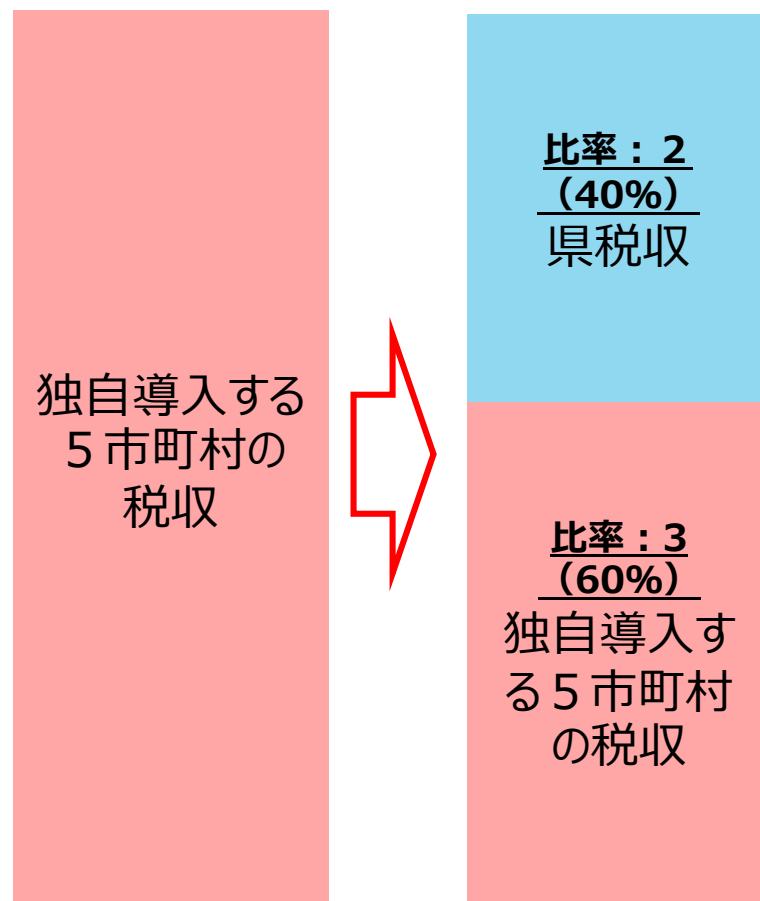 独自導入する
５市町村の
税収
比率：２
（40%）
県税収
比率：3
（60%）
独自導入す
る５市町村
の税収